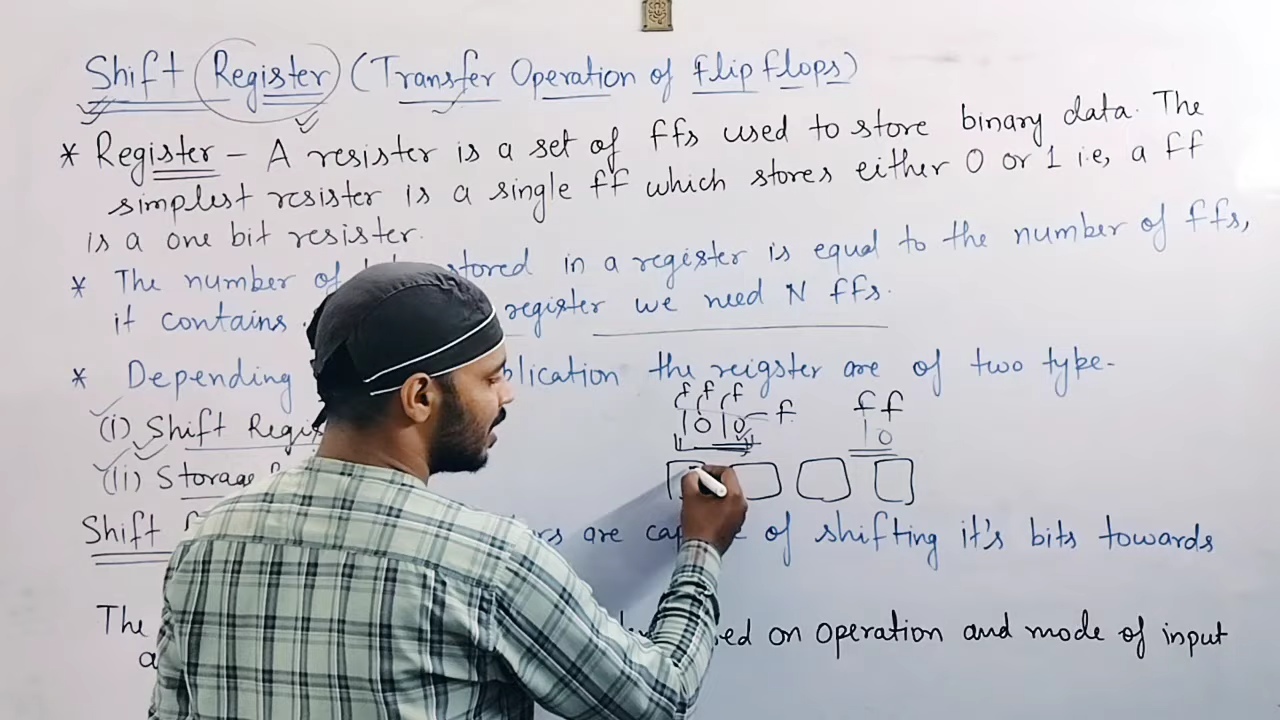 Shift Register (Transfer Operation of flip flops)
* Register – A resister is a set of ffs used to store binary data. The
simplest resister is a single ff which stores either 0 or 1 i.e, a ff
is a one bit resister.
* The number of stored in a register is equal to the number of ffs,
it contains register we need N ffs.
* Depending the reigster are of two type-
f f f f f f
(i) Shift Regis
1010 10
(ii) Storage
Shift are of shifting it's bits towards
The on operation and mode of input